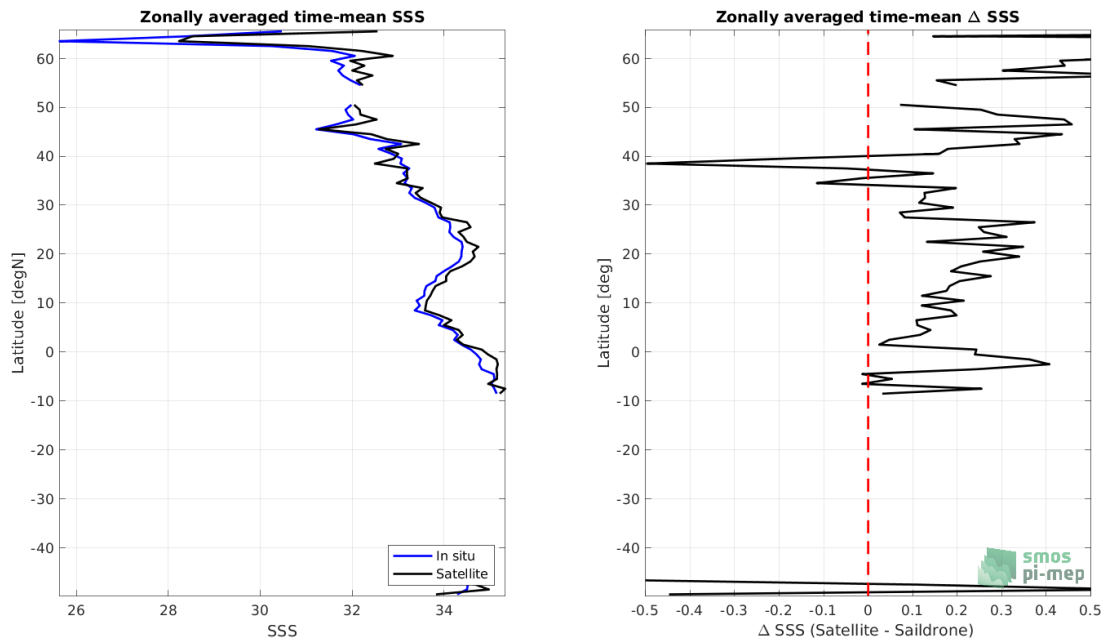 Zonally averaged time-mean SSS
60
50
40
30
20
10
0
-10
-20
-30
-40
Latitude [degN]
In situ
Satellite
26 28 30 32 34
SSS
Zonally averaged time-mean Δ SSS
60
50
40
30
20
10
0
-10
-20
-30
-40
Latitude [deg]
smos
pi-mep
-0.5 -0.4 -0.3 -0.2 -0.1 0 0.1 0.2 0.3 0.4 0.5
Δ SSS (Satellite - Saildrone)